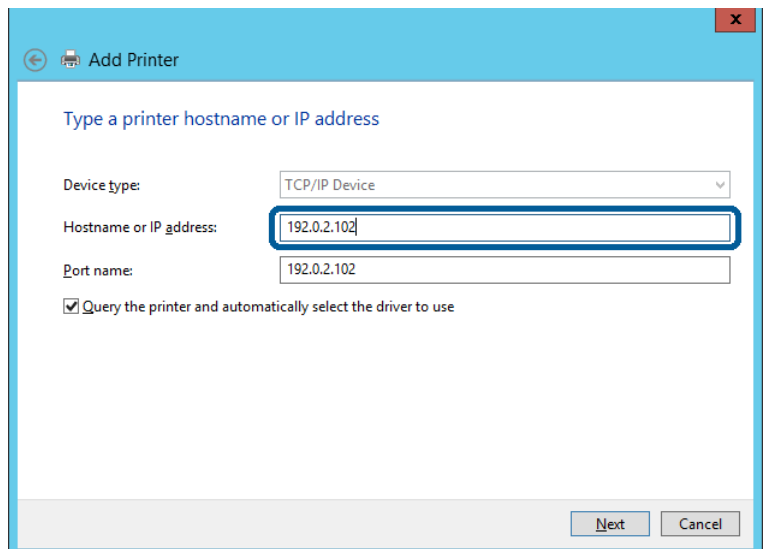 x
Add Printer
Type a printer hostname or IP address
Device type: TCP/IP Device
Hostname or IP address: 192.0.2.102
Port name: 192.0.2.102
Query the printer and automatically select the driver to use
Next Cancel